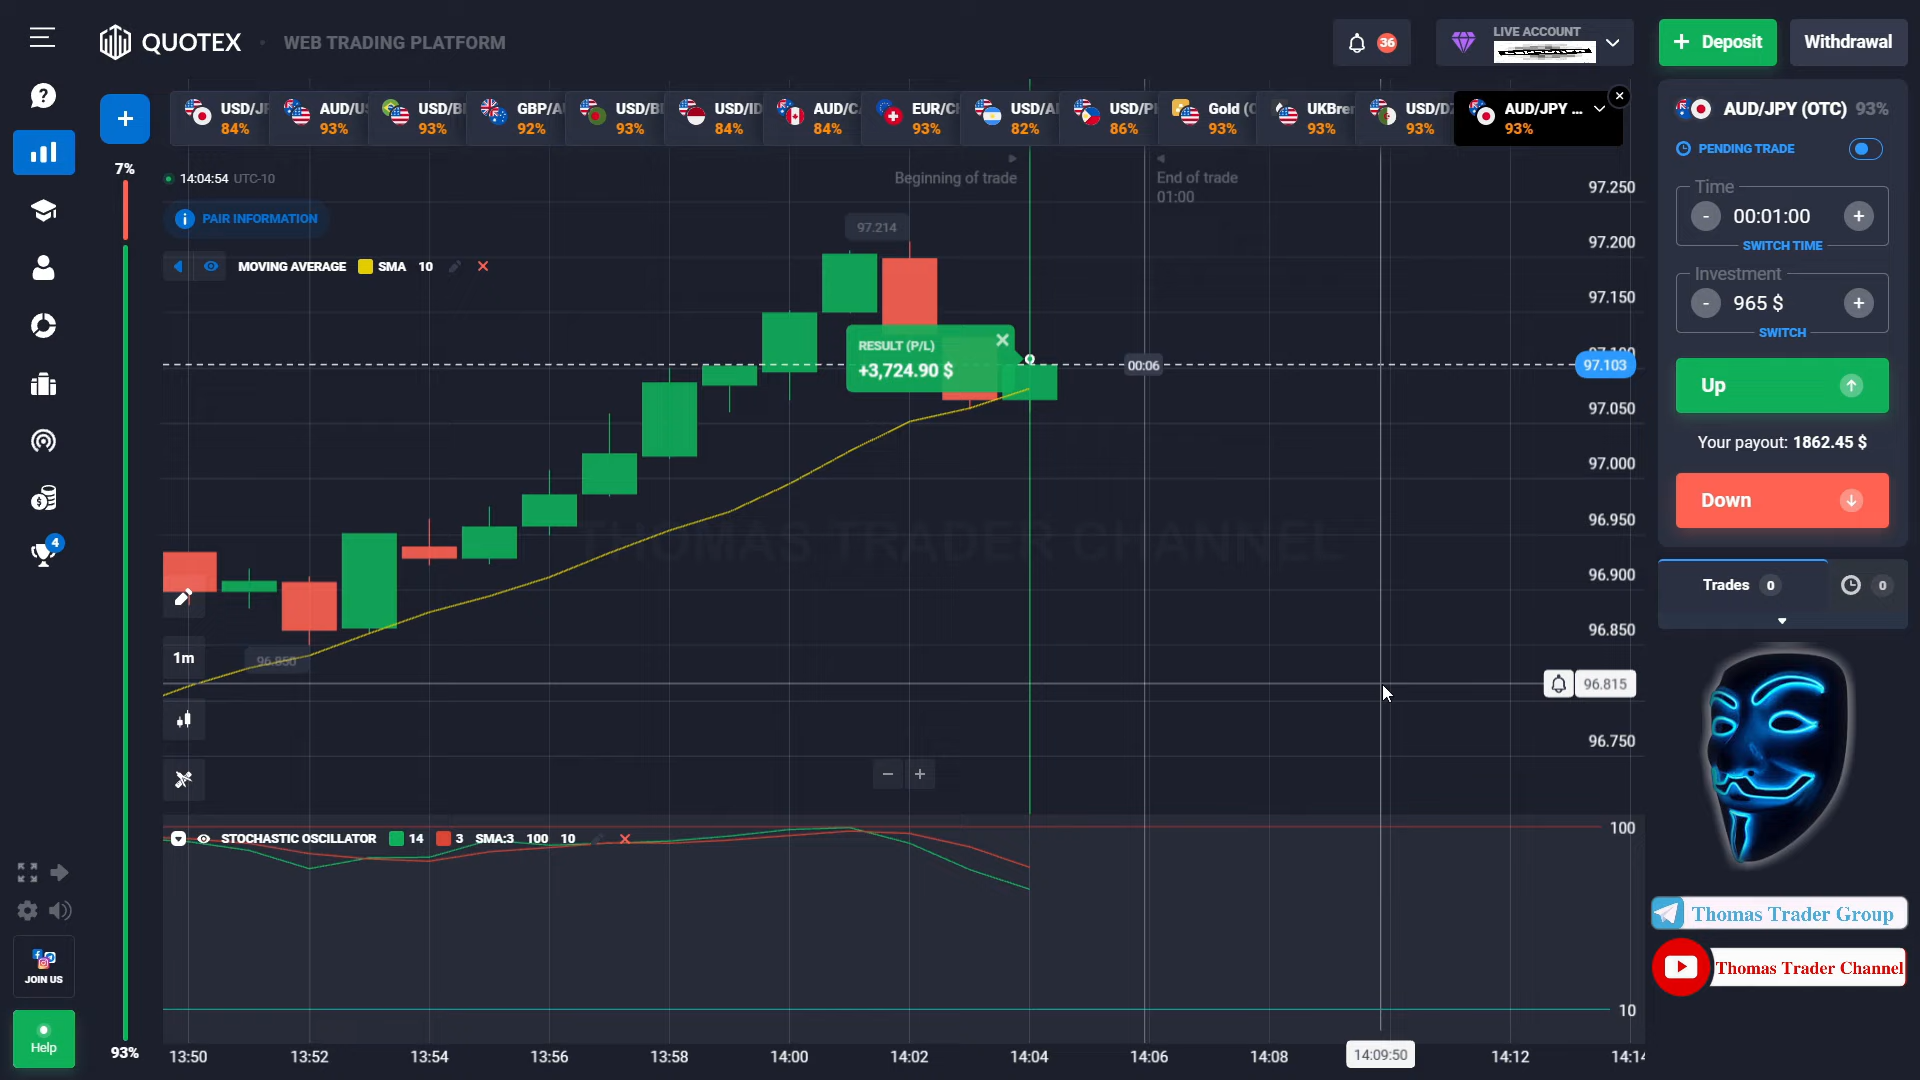 QUOTEX
WEB TRADING PLATFORM
36
LIVE ACCOUNT
+ Deposit
Withdrawal
USD/JP
84%
AUD/US
93%
USD/B
93%
GBP/A
92%
USD/B
93%
USD/ID
84%
AUD/C
84%
EUR/C
93%
USD/A
82%
USD/P
86%
Gold (
93%
UKBre
93%
USD/D
93%
AUD/JPY ...
93%
AUD/JPY (OTC) 93%
PENDING TRADE
Time
- 00:01:00 +
SWITCH TIME
Investment
- 965 $ +
SWITCH
Up
Your payout: 1862.45 $
Down
Trades 0
0
7%
14:04:54 UTC-10
Beginning of trade
End of trade
01:00
PAIR INFORMATION
MOVING AVERAGE SMA 10
97.214
RESULT (P/L)
+3,724.90 $
00:06
97.250
97.200
97.150
97.103
97.050
97.000
96.950
96.900
96.850
96.815
96.750
THOMAS TRADER CHANNEL
1m
STOCHASTIC OSCILLATOR 14 3 SMA:3 100 10
100
10
4
JOIN US
Help
93%
13:50
13:52
13:54
13:56
13:58
14:00
14:02
14:04
14:06
14:08
14:09:50
14:12
14:14
Thomas Trader Group
Thomas Trader Channel